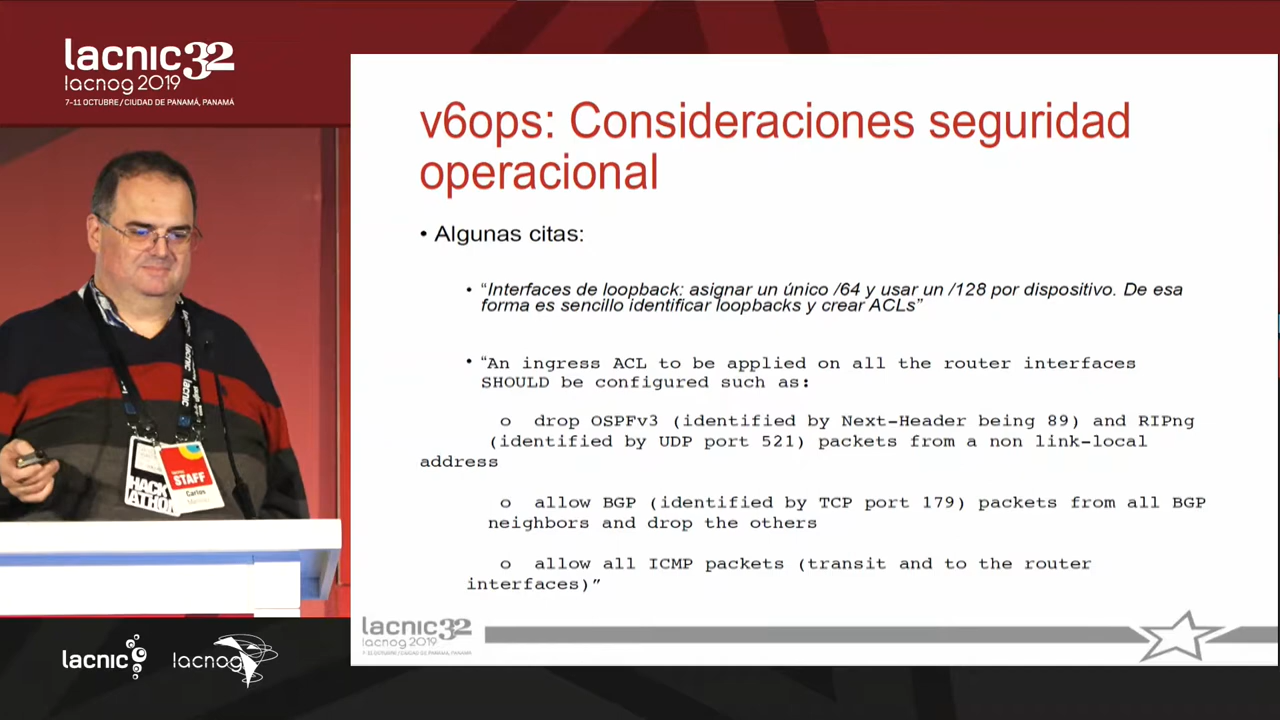 lacnic32
lacnog 2019
7-11 OCTUBRE / CIUDAD DE PANAMÁ, PANAMÁ
v6ops: Consideraciones seguridad
operacional
• Algunas citas:
• “Interfaces de loopback: asignar un único /64 y usar un /128 por dispositivo. De esa
forma es sencillo identificar loopbacks y crear ACLs”
• “An ingress ACL to be applied on all the router interfaces
SHOULD be configured such as:
o drop OSPFv3 (identified by Next-Header being 89) and RIPng
(identified by UDP port 521) packets from a non link-local
address
o allow BGP (identified by TCP port 179) packets from all BGP
neighbors and drop the others
o allow all ICMP packets (transit and to the router
interfaces)”
HACK
ATHON
STAFF
Carlos
lacnic
lacnic
lacnog
lacnic32
lacnog 2019